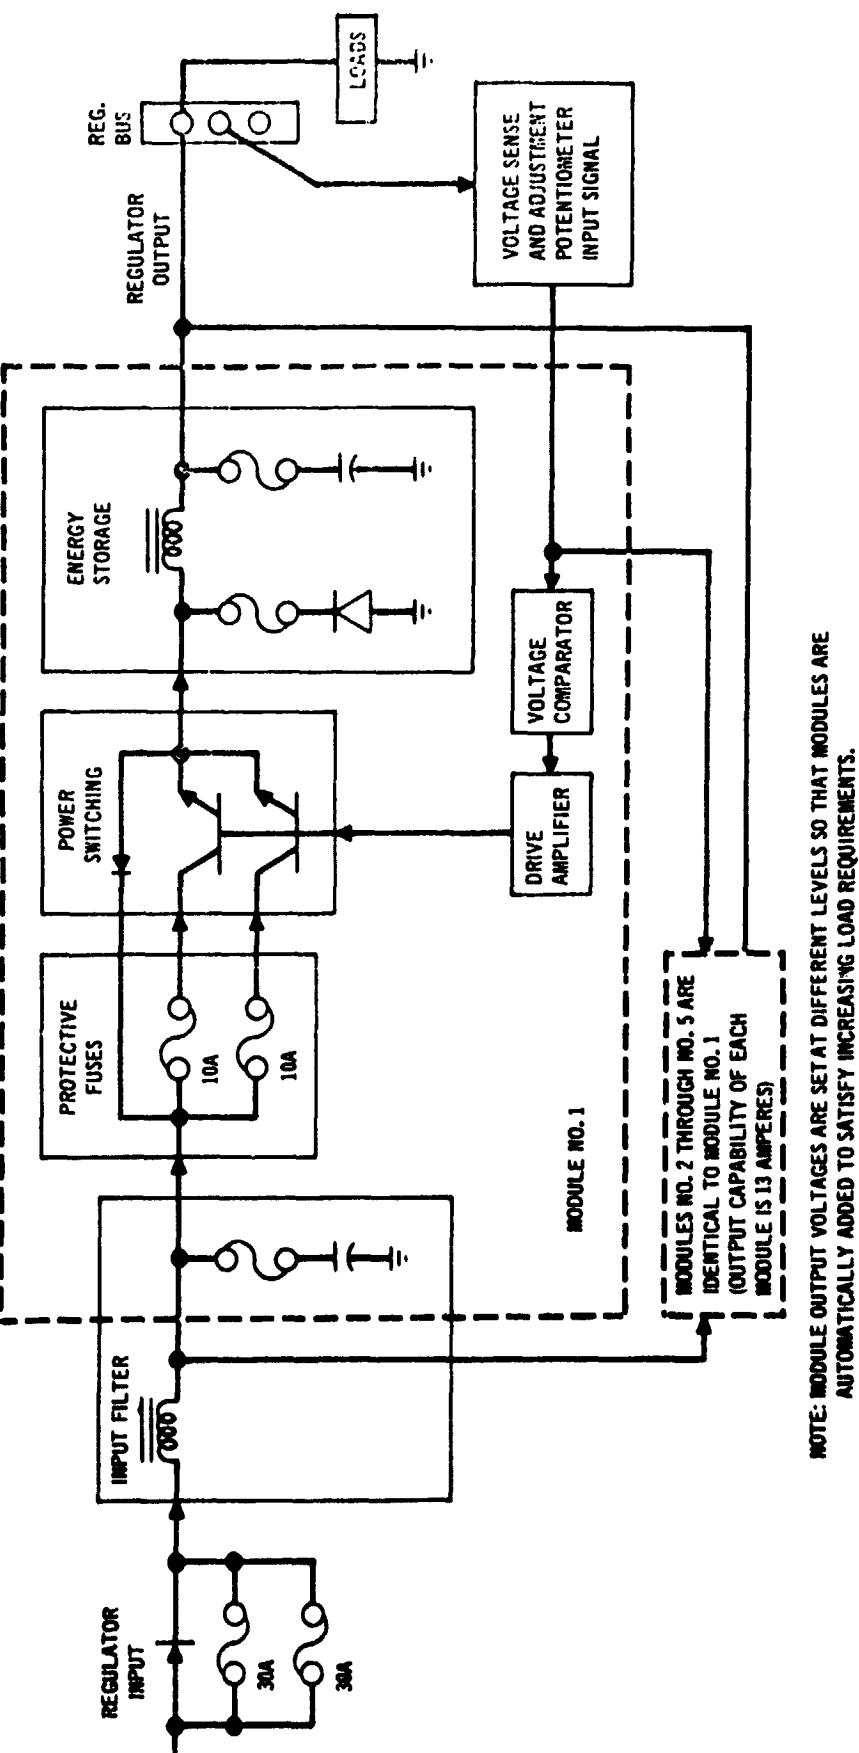 REGULATOR
INPUT
30A
30A
INPUT FILTER
PROTECTIVE
FUSES
10A
10A
POWER
SWITCHING
ENERGY
STORAGE
REGULATOR
OUTPUT
REG.
BUS
LOADS
VOLTAGE SENSE
AND ADJUSTMENT
POTENTIOMETER
INPUT SIGNAL
VOLTAGE
COMPARATOR
DRIVE
AMPLIFIER
MODULE NO. 1
MODULES NO. 2 THROUGH NO. 5 ARE
IDENTICAL TO MODULE NO. 1
(OUTPUT CAPABILITY OF EACH
MODULE IS 13 AMPERES)
NOTE: MODULE OUTPUT VOLTAGES ARE SET AT DIFFERENT LEVELS SO THAT MODULES ARE
AUTOMATICALLY ADDED TO SATISFY INCREASING LOAD REQUIREMENTS.